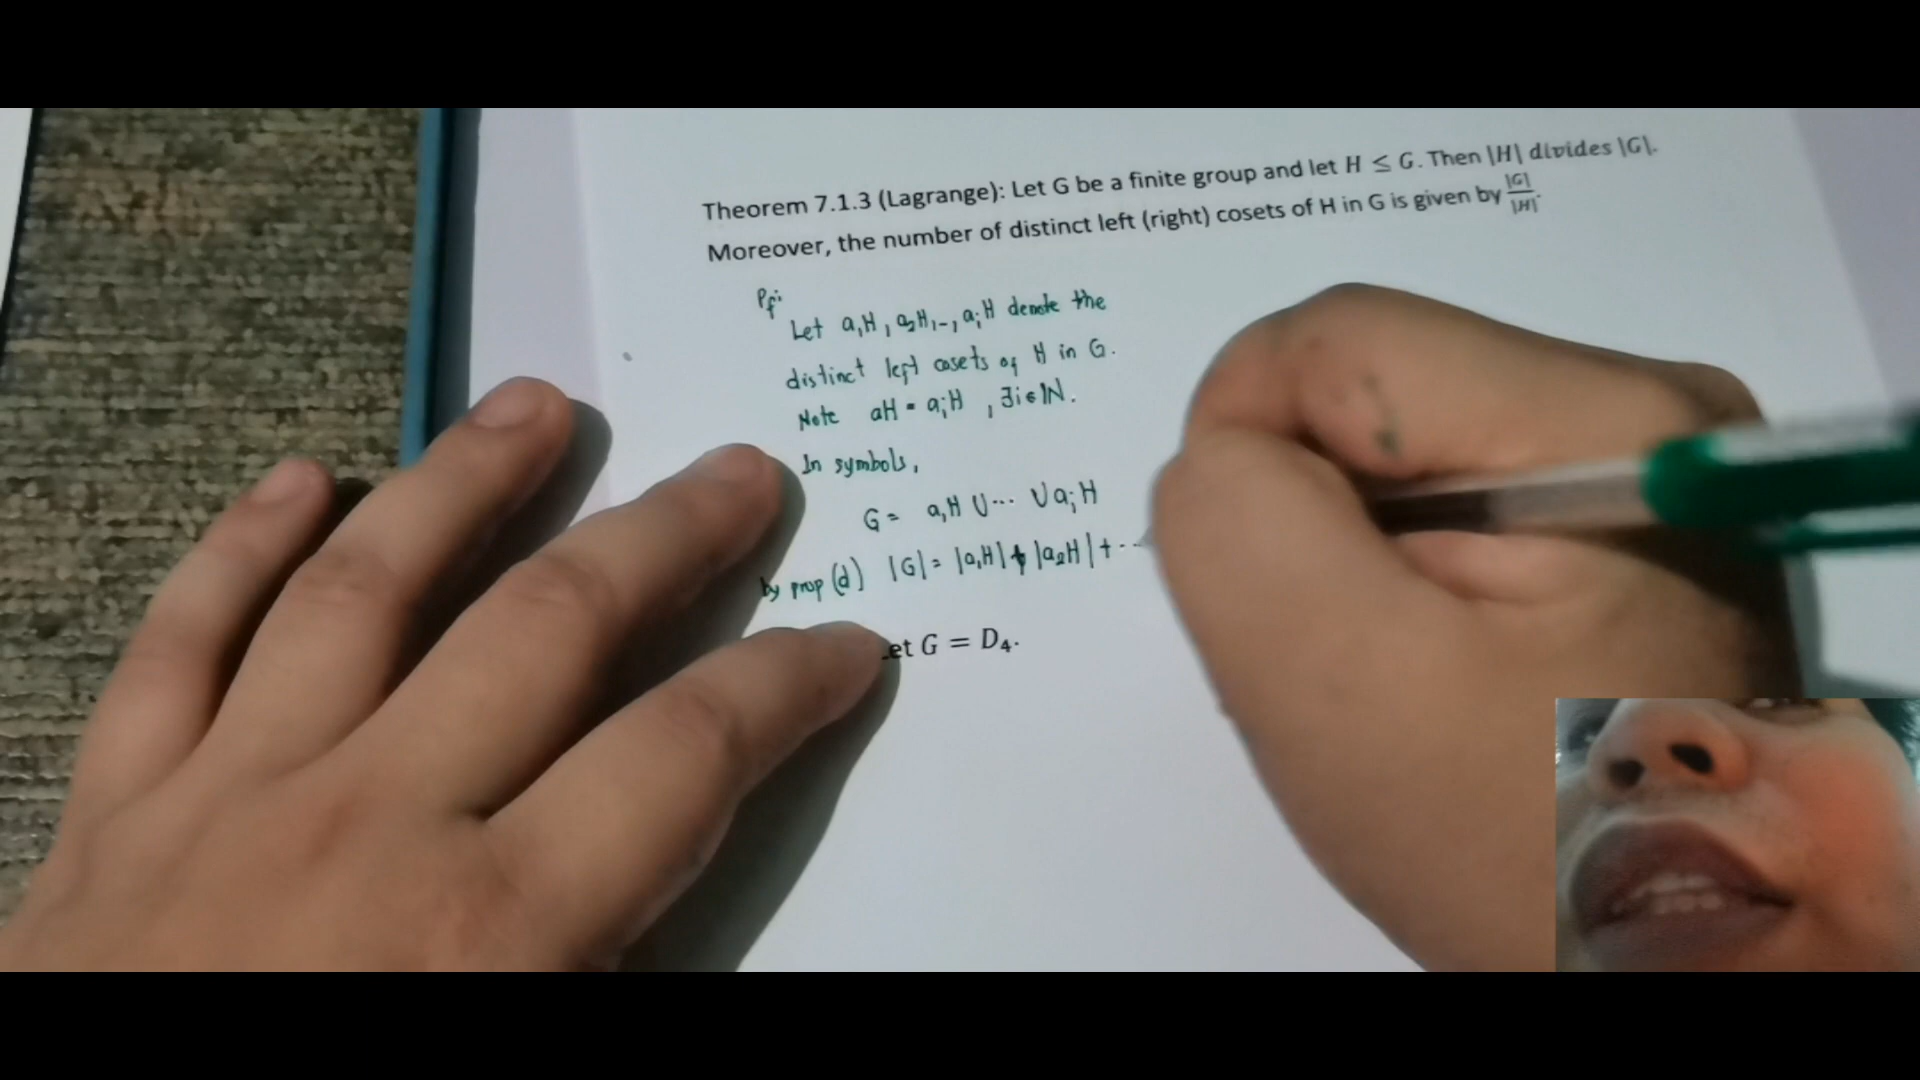 Theorem 7.1.3 (Lagrange): Let G be a finite group and let H ≤ G. Then |H| divides |G|.
Moreover, the number of distinct left (right) cosets of H in G is given by |G|/|H|.
Pf:
Let a₁H, a₂H, –, aᵢH denote the
distinct left cosets of H in G.
Note aH = aᵢH , ∃i∈ℕ.
In symbols,
G = a₁H ∪ ··· ∪ aᵢH
by prop (d) |G| = |a₁H| + |a₂H| + ···
et G = D₄.